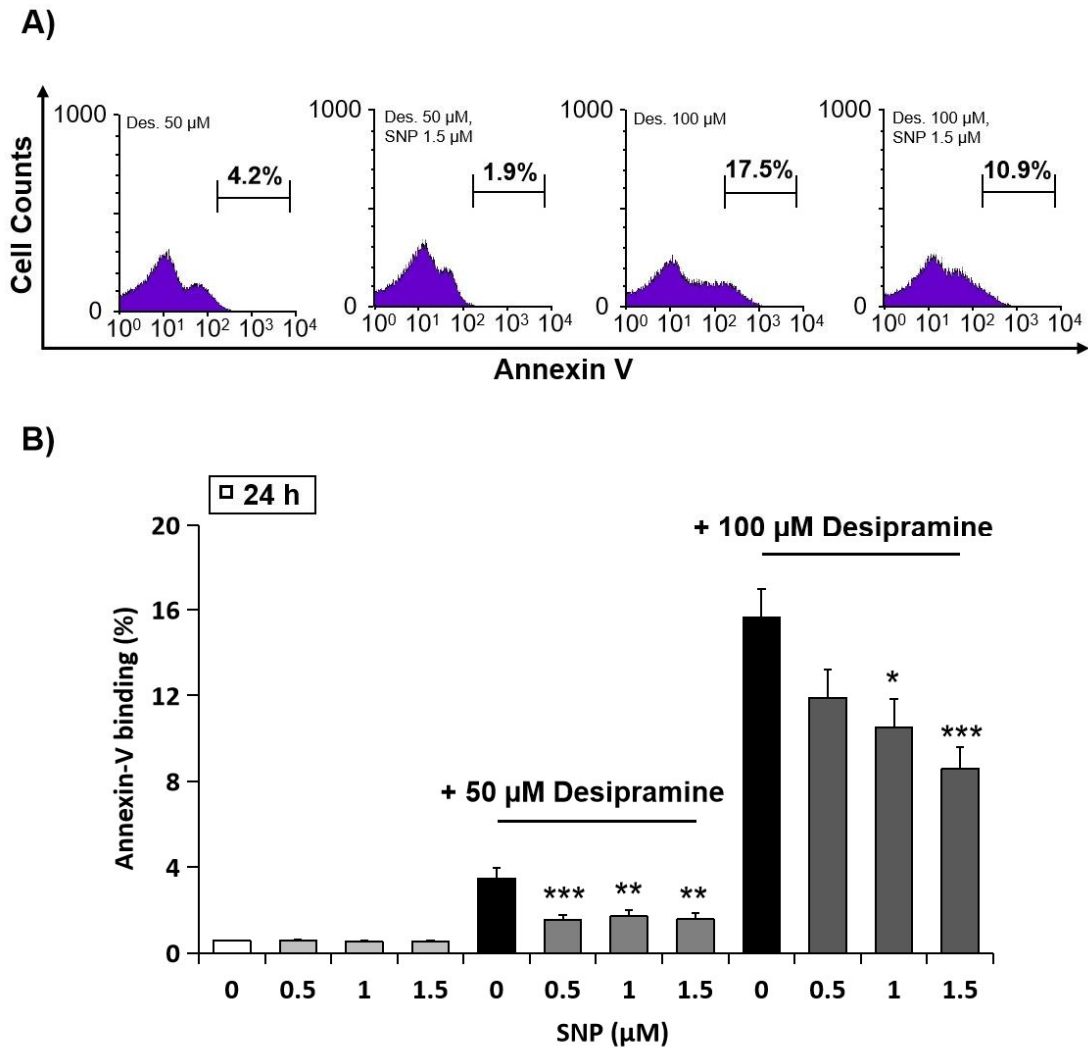 A)
Cell Counts
1000
Des. 50 µM
4.2%
0
10⁰ 10¹ 10² 10³ 10⁴
1000
Des. 50 µM,
SNP 1.5 µM
1.9%
0
10⁰ 10¹ 10² 10³ 10⁴
1000
Des. 100 µM
17.5%
0
10⁰ 10¹ 10² 10³ 10⁴
1000
Des. 100 µM,
SNP 1.5 µM
10.9%
0
10⁰ 10¹ 10² 10³ 10⁴
Annexin V
B)
24 h
Annexin-V binding (%)
20
16
12
8
4
0
+ 50 µM Desipramine
*** ** **
+ 100 µM Desipramine
* ***
0 0.5 1 1.5 0 0.5 1 1.5 0 0.5 1 1.5
SNP (µM)